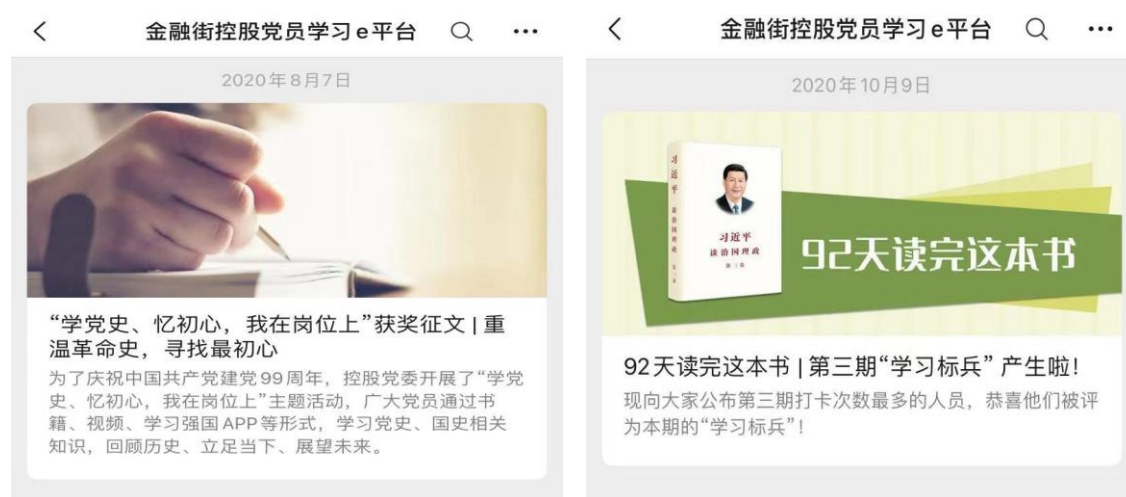 金融街控股党员学习e平台
2020年8月7日
“学党史、忆初心，我在岗位上”获奖征文 | 重
温革命史，寻找最初心
为了庆祝中国共产党建党99周年，控股党委开展了“学党
史、忆初心，我在岗位上”主题活动，广大党员通过书
籍、视频、学习强国APP等形式，学习党史、国史相关
知识，回顾历史、立足当下、展望未来。
金融街控股党员学习e平台
2020年10月9日
习近平 谈治国理政 第三卷
习近平
谈治国理政
第三卷
92天读完这本书
92天读完这本书 | 第三期“学习标兵” 产生啦！
现向大家公布第三期打卡次数最多的人员，恭喜他们被评
为本期的“学习标兵”！